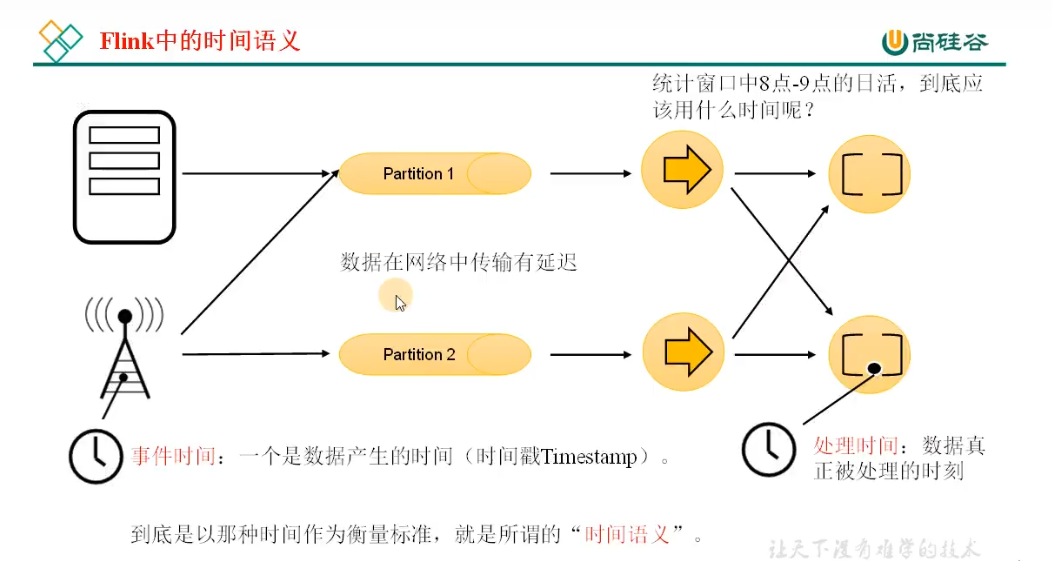 Flink中的时间语义
尚硅谷
统计窗口中8点-9点的日活，到底应
该用什么时间呢？
Partition 1
数据在网络中传输有延迟
Partition 2
事件时间：一个是数据产生的时间（时间戳Timestamp）。
处理时间：数据真
正被处理的时刻
到底是以那种时间作为衡量标准，就是所谓的“时间语义”。
让天下没有难学的技术